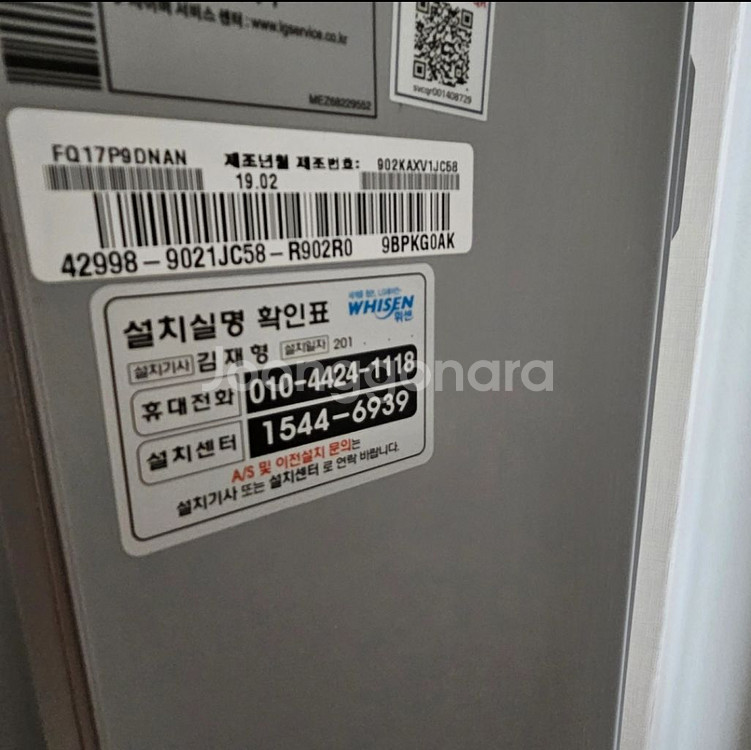 서비스 센터 : www.lgservice.co.kr
MEZ68229552
svcqr001408729
FQ17P9DNAN 제조년월 제조번호: 902KAXV1JC58
19.02
42998-9021JC58-R902R0 9BPKG0AK
설치실명 확인표 WHISEN
휘센
설치기사 김재형 설치일자 201 . .
휴대전화 010-4424-1118
설치센터 1544-6939
A/S 및 이전설치 문의는
설치기사 또는 설치센터 로 연락 바랍니다.
Joonggonara